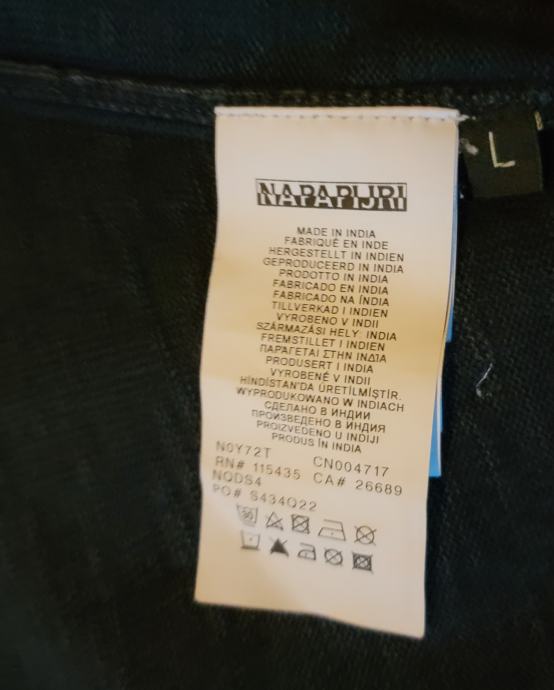 NAPAPIJRI
L
MADE IN INDIA
FABRIQUÉ EN INDE
HERGESTELLT IN INDIEN
GEPRODUCEERD IN INDIA
PRODOTTO IN INDIA
FABRICADO EN INDIA
FABRICADO NA ÍNDIA
TILLVERKAD I INDIEN
VYROBENO V INDII
SZÁRMAZÁSI HELY: INDIA
FREMSTILLET I INDIEN
ΠΑΡΑΓΕΤΑΙ ΣΤΗΝ ΙΝΔΙΑ
PRODUSERT I INDIA
VYROBENÉ V INDII
HİNDİSTAN'DA ÜRETİLMİŞTİR.
WYPRODUKOWANO W INDIACH
СДЕЛАНО В ИНДИИ
ПРОИЗВЕДЕНО В ИНДИЯ
PROIZVEDENO U INDIJI
PRODUS ÎN INDIA
N0Y72T CN004717
RN# 115435 CA# 26689
NQDS4
PO# S434Q22
30